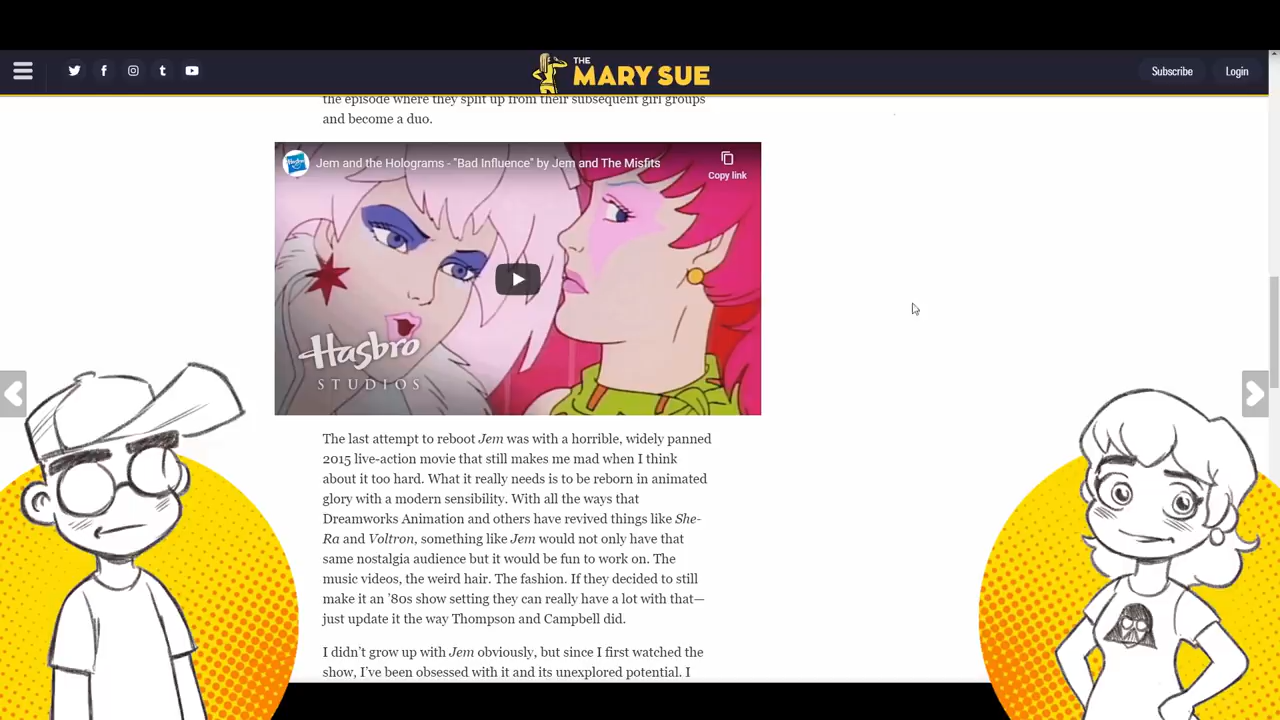 THE
MARY SUE
Subscribe
Login
the episode where they split up from their subsequent girl groups
and become a duo.
Jem and the Holograms - "Bad Influence" by Jem and The Misfits
Copy link
Hasbro
Hasbro
STUDIOS
The last attempt to reboot Jem was with a horrible, widely panned
2015 live-action movie that still makes me mad when I think
about it too hard. What it really needs is to be reborn in animated
glory with a modern sensibility. With all the ways that
Dreamworks Animation and others have revived things like She-
Ra and Voltron, something like Jem would not only have that
same nostalgia audience but it would be fun to work on. The
music videos, the weird hair. The fashion. If they decided to still
make it an ’80s show setting they can really have a lot with that—
just update it the way Thompson and Campbell did.
I didn’t grow up with Jem obviously, but since I first watched the
show, I’ve been obsessed with it and its unexplored potential. I